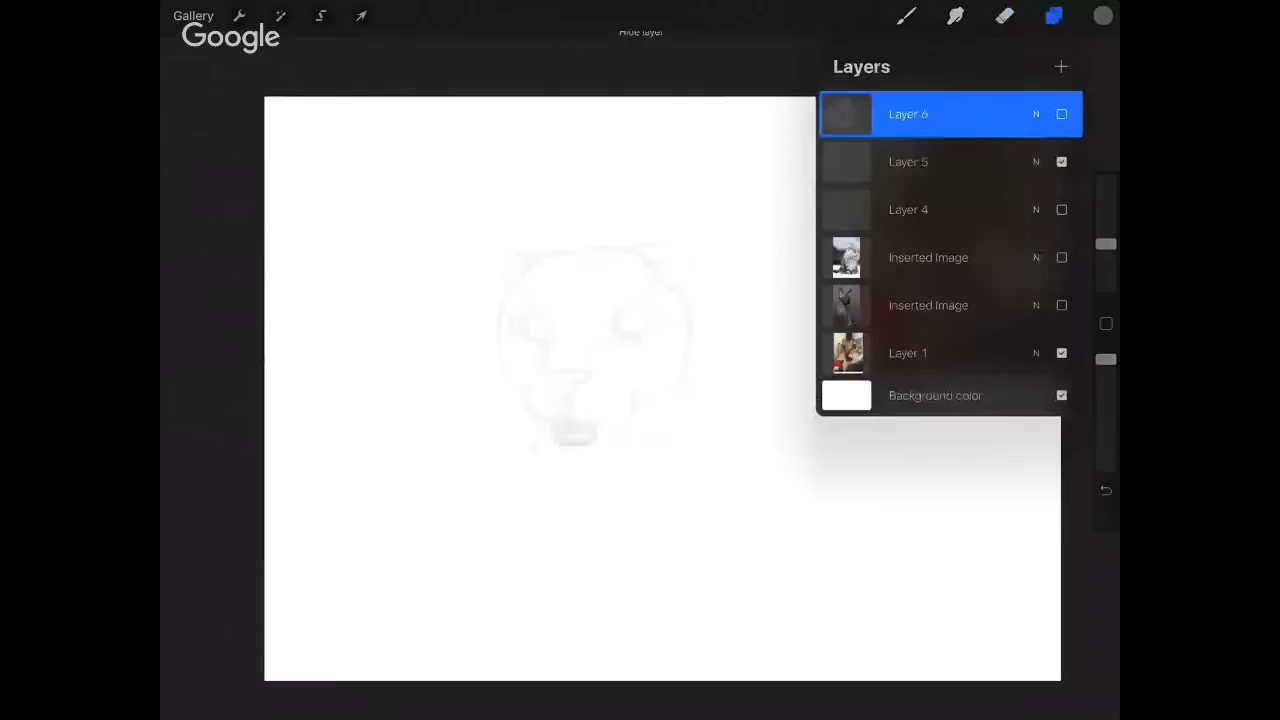 Gallery
Google
Hide layer
Layers
Layer 6 N
Layer 5 N
Layer 4 N
Inserted Image N
Inserted Image N
Layer 1 N
Background color